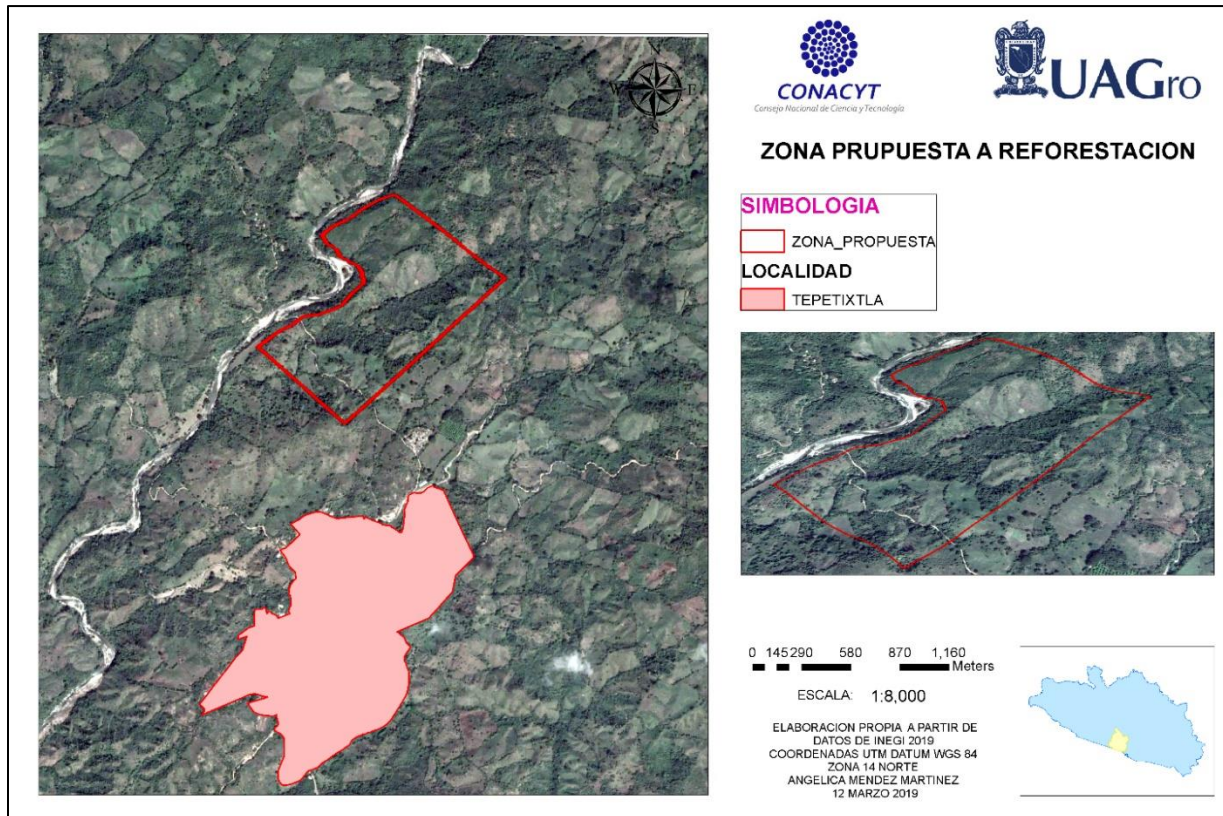 N
W
E
S
CONACYT
Consejo Nacional de Ciencia y Tecnología
UAGro
ZONA PRUPUESTA A REFORESTACION
SIMBOLOGIA
ZONA_PROPUESTA
LOCALIDAD
TEPETIXTLA
0 145 290 580 870 1,160
Meters
ESCALA: 1:8,000
ELABORACION PROPIA A PARTIR DE
DATOS DE INEGI 2019
COORDENADAS UTM DATUM WGS 84
ZONA 14 NORTE
ANGELICA MENDEZ MARTINEZ
12 MARZO 2019